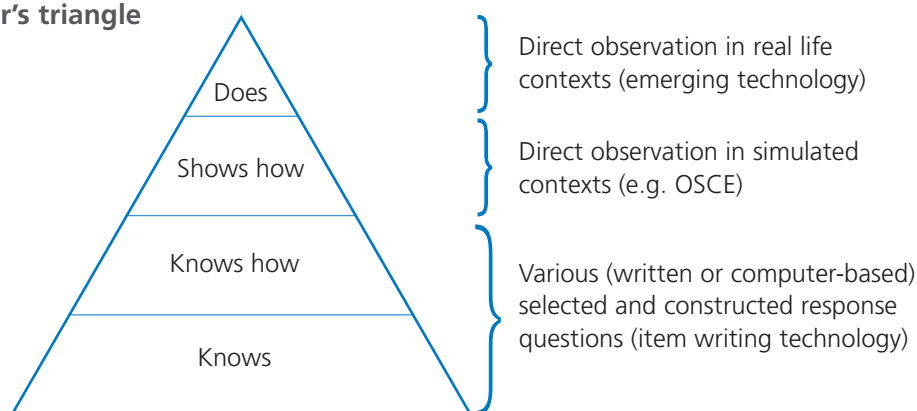 r's triangle
Does
Direct observation in real life
contexts (emerging technology)
Shows how
Direct observation in simulated
contexts (e.g. OSCE)
Knows how
Various (written or computer-based)
selected and constructed response
questions (item writing technology)
Knows